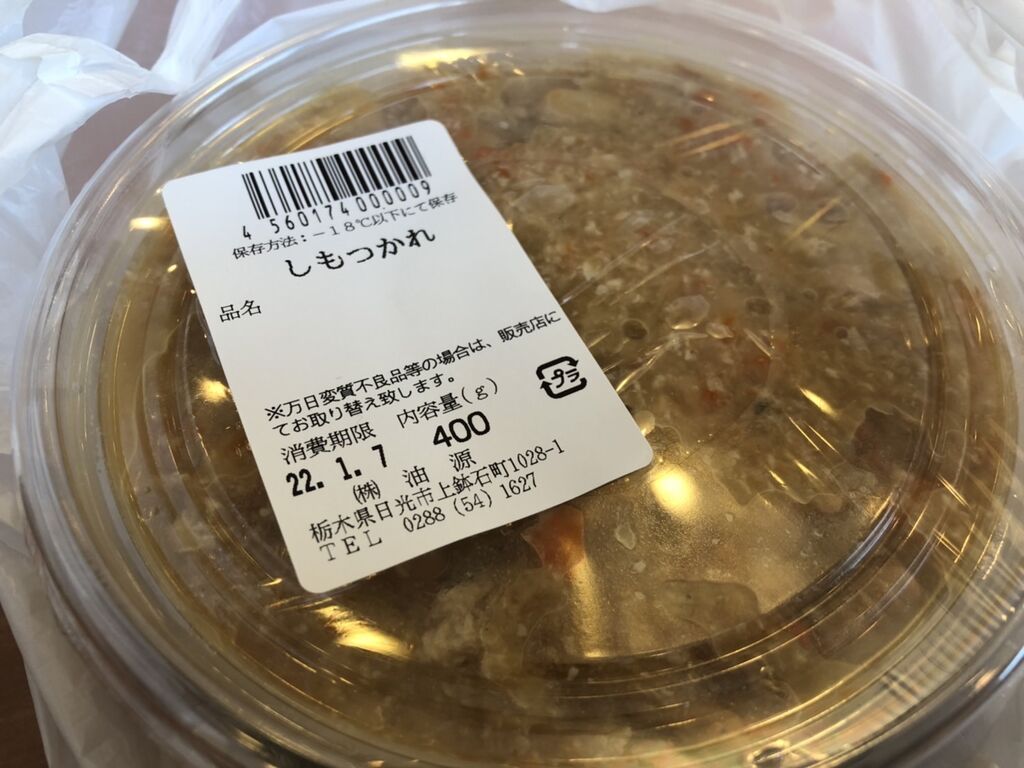 4 560174 000009
保存方法：－18℃以下にて保存
しもつかれ
品名
※万日変質不良品等の場合は、販売店に
てお取り替え致します。
消費期限 内容量(g)
22. 1. 7 400
プラ
㈱ 油 源
栃木県日光市上鉢石町1028-1
TEL 0288 (54) 1627